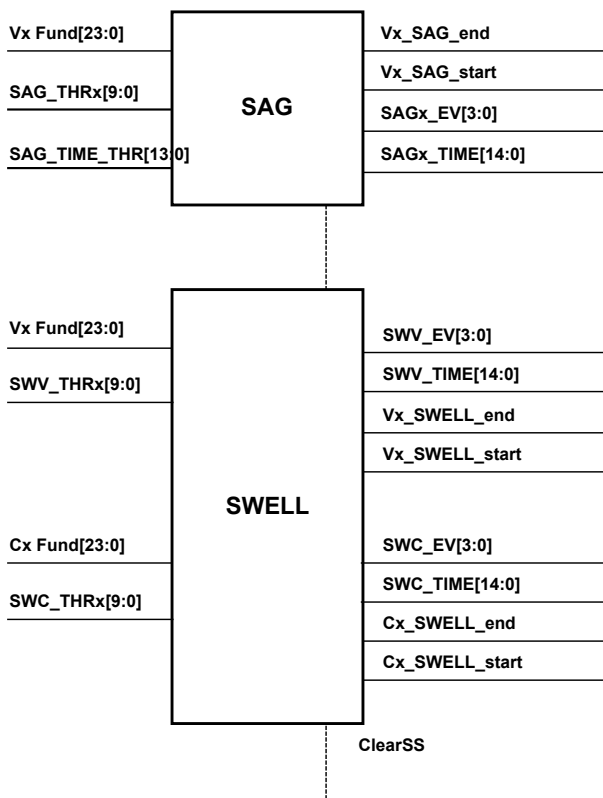 Vx Fund[23:0]
SAG_THRx[9:0]
SAG_TIME_THR[13:0]
SAG
Vx_SAG_end
Vx_SAG_start
SAGx_EV[3:0]
SAGx_TIME[14:0]
Vx Fund[23:0]
SWV_THRx[9:0]
Cx Fund[23:0]
SWC_THRx[9:0]
SWELL
SWV_EV[3:0]
SWV_TIME[14:0]
Vx_SWELL_end
Vx_SWELL_start
SWC_EV[3:0]
SWC_TIME[14:0]
Cx_SWELL_end
Cx_SWELL_start
ClearSS